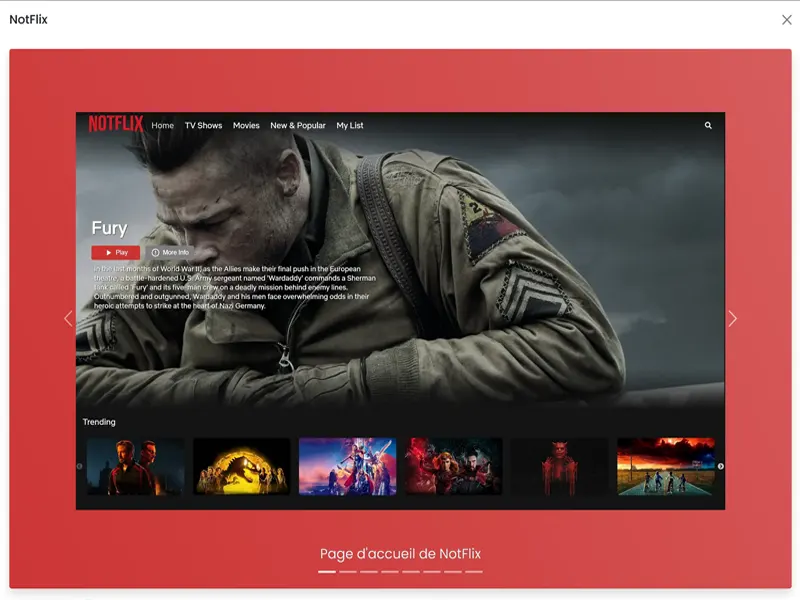 NotFlix
NOTFLIX Home TV Shows Movies New & Popular My List
Fury
Play More Info
In the last months of World War II, as the Allies make their final push in the European
theatre, a battle-hardened U.S. Army sergeant named 'Wardaddy' commands a Sherman
tank called 'Fury' and its five-man crew on a deadly mission behind enemy lines.
Outnumbered and outgunned, Wardaddy and his men face overwhelming odds in their
heroic attempts to strike at the heart of Nazi Germany.
Trending
Page d'accueil de NotFlix